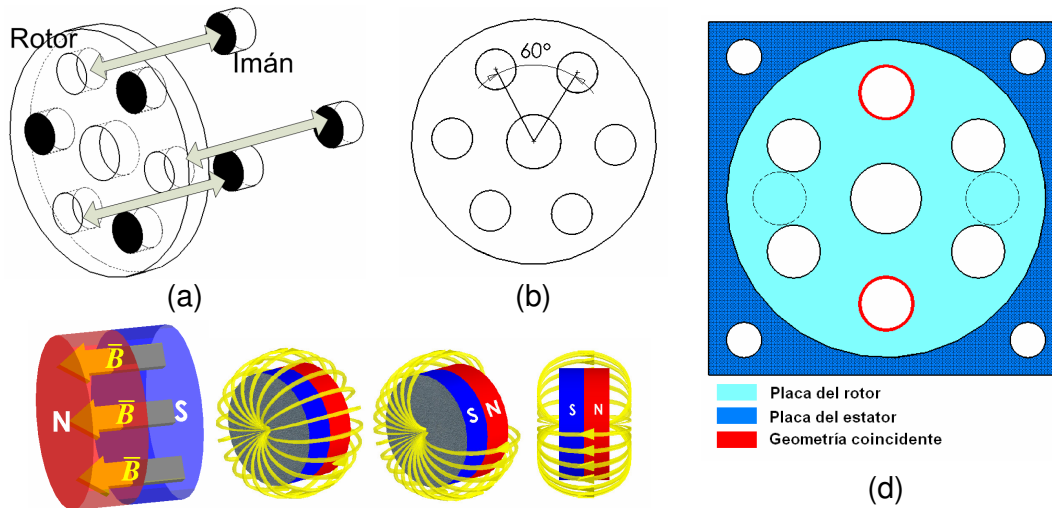 Rotor
Imán
(a)
60°
(b)
B̅
B̅
B̅
N
S
S
N
S
N
Placa del rotor
Placa del estator
Geometría coincidente
(d)